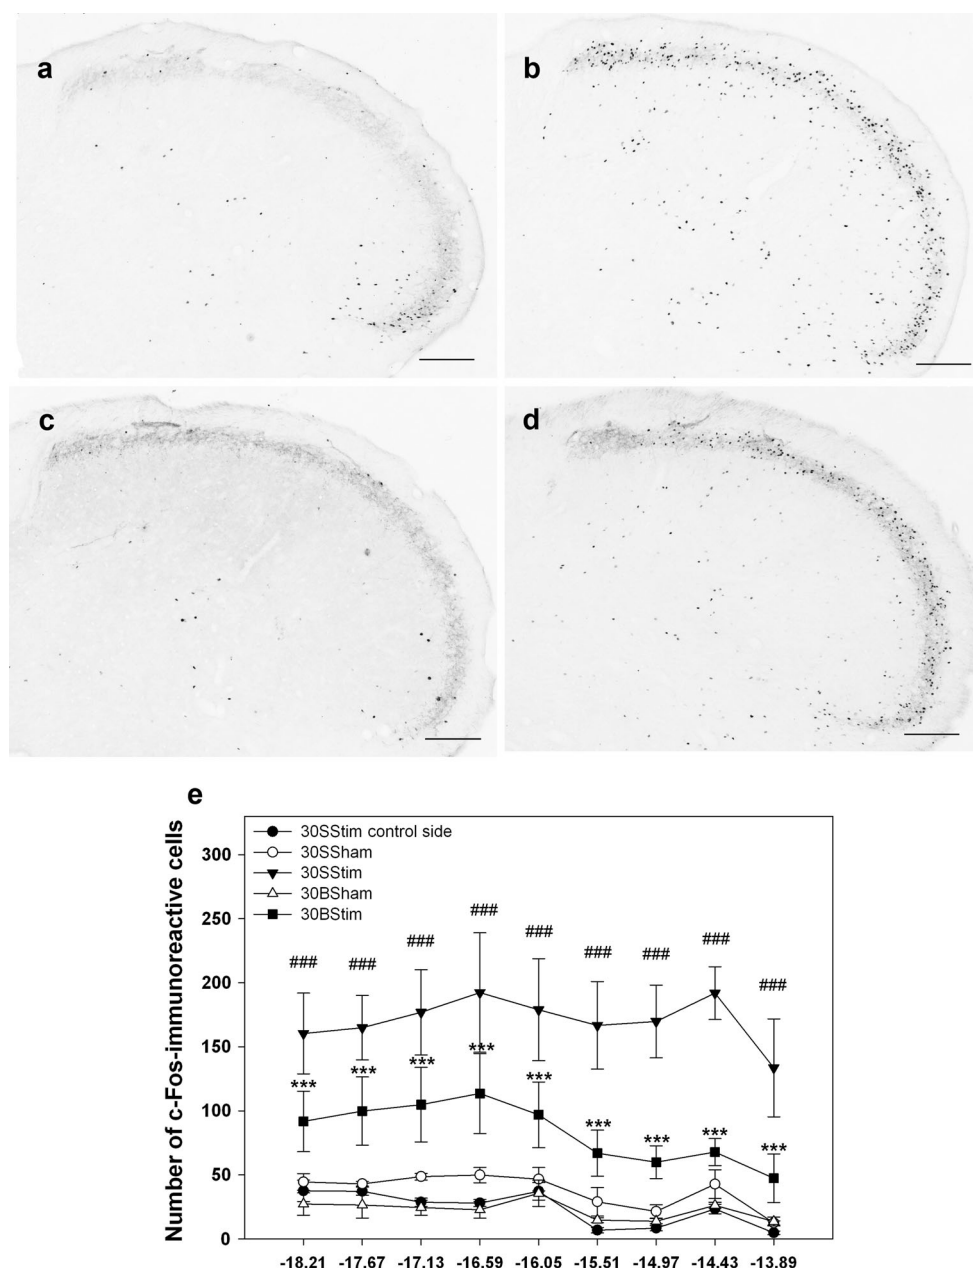 a
b
c
d
e
Number of c-Fos-immunoreactive cells
30SStim control side
30SSham
30SStim
30BSham
30BStim
300
250
200
150
100
50
0
### ### ### ### ### ### ### ### ###
*** *** *** *** *** *** *** *** ***
-18.21 -17.67 -17.13 -16.59 -16.05 -15.51 -14.97 -14.43 -13.89